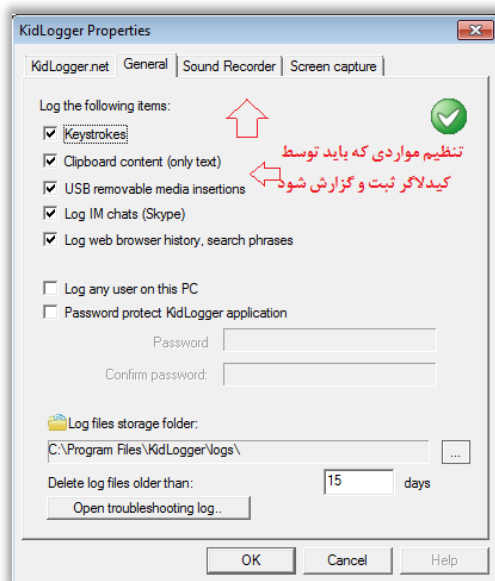 KidLogger Properties
KidLogger.net General Sound Recorder Screen capture
Log the following items:
Keystrokes
Clipboard content (only text)
USB removable media insertions
Log IM chats (Skype)
Log web browser history, search phrases
تنظیم مواردی که باید توسط
کیدلاگر ثبت و گزارش شود
Log any user on this PC
Password protect KidLogger application
Password
Confirm password:
Log files storage folder:
C:\Program Files\KidLogger\logs\
...
Delete log files older than: 15 days
Open troubleshooting log..
OK Cancel Help